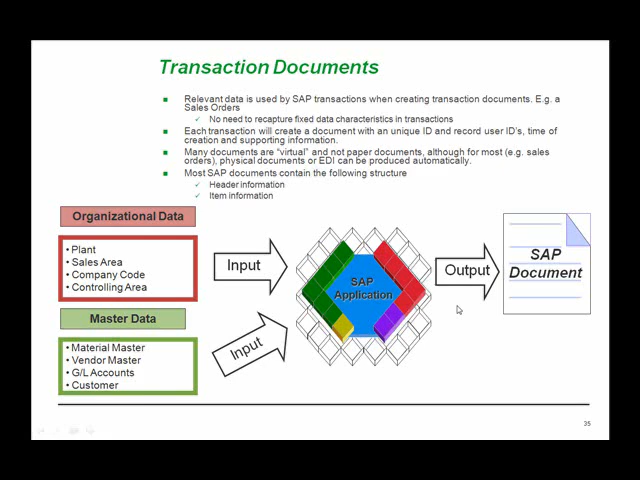 Transaction Documents
Relevant data is used by SAP transactions when creating transaction documents. E.g. a
Sales Orders
No need to recapture fixed data characteristics in transactions
Each transaction will create a document with an unique ID and record user ID's, time of
creation and supporting information.
Many documents are "virtual" and not paper documents, although for most (e.g. sales
orders), physical documents or EDI can be produced automatically.
Most SAP documents contain the following structure
Header information
Item information
Organizational Data
• Plant
• Sales Area
• Company Code
• Controlling Area
Input
SAP
Application
Output
SAP
Document
Master Data
• Material Master
• Vendor Master
• G/L Accounts
• Customer
Input
35